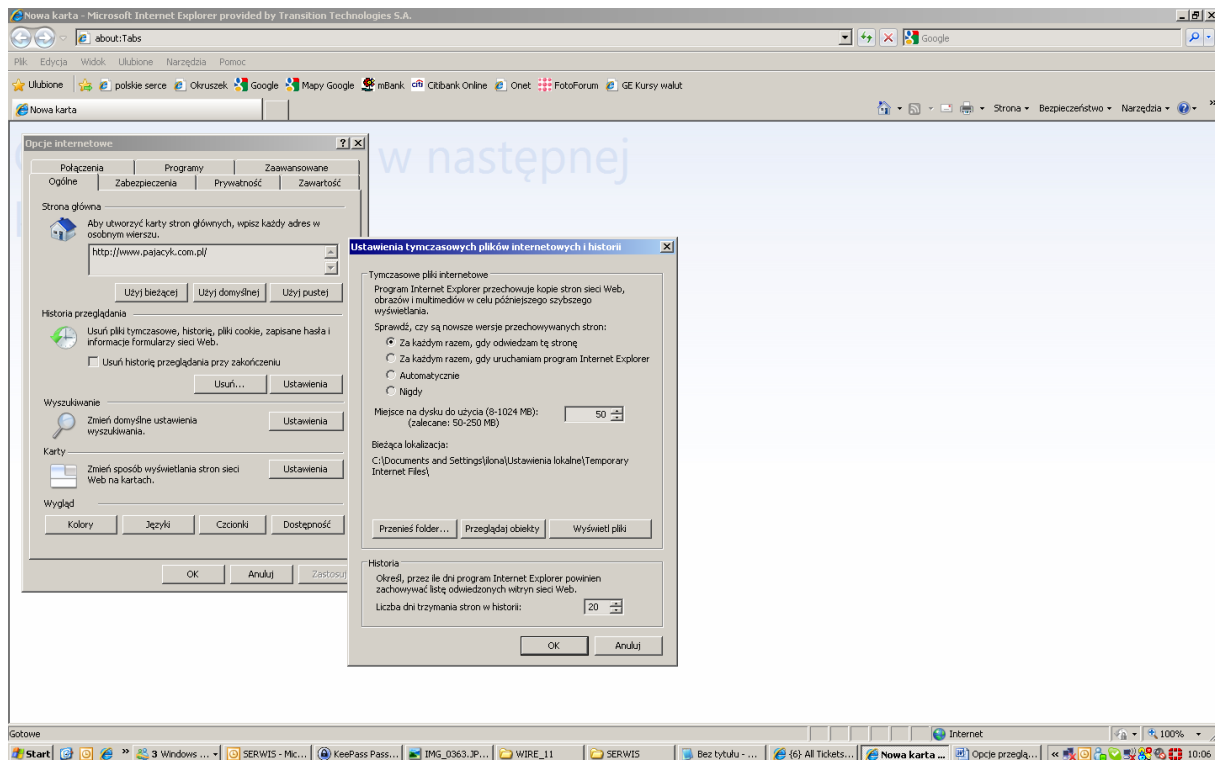 Nowa karta - Microsoft Internet Explorer provided by Transition Technologies S.A.
about:Tabs
Google
Plik Edycja Widok Ulubione Narzędzia Pomoc
Ulubione polskie serce Okruszek Google Mapy Google mBank citi Citibank Online Onet FotoForum GE Kursy walut
Nowa karta
Strona Bezpieczeństwo Narzędzia
w następnej
Opcje internetowe
Połączenia Programy Zaawansowane
Ogólne Zabezpieczenia Prywatność Zawartość
Strona główna
Aby utworzyć karty stron głównych, wpisz każdy adres w
osobnym wierszu.
http://www.pajacyk.com.pl/
Użyj bieżącej Użyj domyślnej Użyj pustej
Historia przeglądania
Usuń pliki tymczasowe, historię, pliki cookie, zapisane hasła i
informacje formularzy sieci Web.
Usuń historię przeglądania przy zakończeniu
Usuń... Ustawienia
Wyszukiwanie
Zmień domyślne ustawienia
wyszukiwania.
Ustawienia
Karty
Zmień sposób wyświetlania stron sieci
Web na kartach.
Ustawienia
Wygląd
Kolory Języki Czcionki Dostępność
OK Anuluj Zastosuj
Ustawienia tymczasowych plików internetowych i historii
Tymczasowe pliki internetowe
Program Internet Explorer przechowuje kopie stron sieci Web,
obrazów i multimediów w celu późniejszego szybszego
wyświetlania.
Sprawdź, czy są nowsze wersje przechowywanych stron:
Za każdym razem, gdy odwiedzam tę stronę
Za każdym razem, gdy uruchamiam program Internet Explorer
Automatycznie
Nigdy
Miejsce na dysku do użycia (8-1024 MB): 50
(zalecane: 50-250 MB)
Bieżąca lokalizacja:
C:\Documents and Settings\ilona\Ustawienia lokalne\Temporary
Internet Files\
Przenieś folder... Przeglądaj obiekty Wyświetl pliki
Historia
Określ, przez ile dni program Internet Explorer powinien
zachowywać listę odwiedzonych witryn sieci Web.
Liczba dni trzymania stron w historii: 20
OK Anuluj
Gotowe Internet 100%
Start 3 Windows ... SERWIS - Mic... KeePass Pass... IMG_0363.JP... WIRE_11 SERWIS Bez tytułu - ... {6} All Tickets... Nowa karta ... Opcje przeglą... 10:06